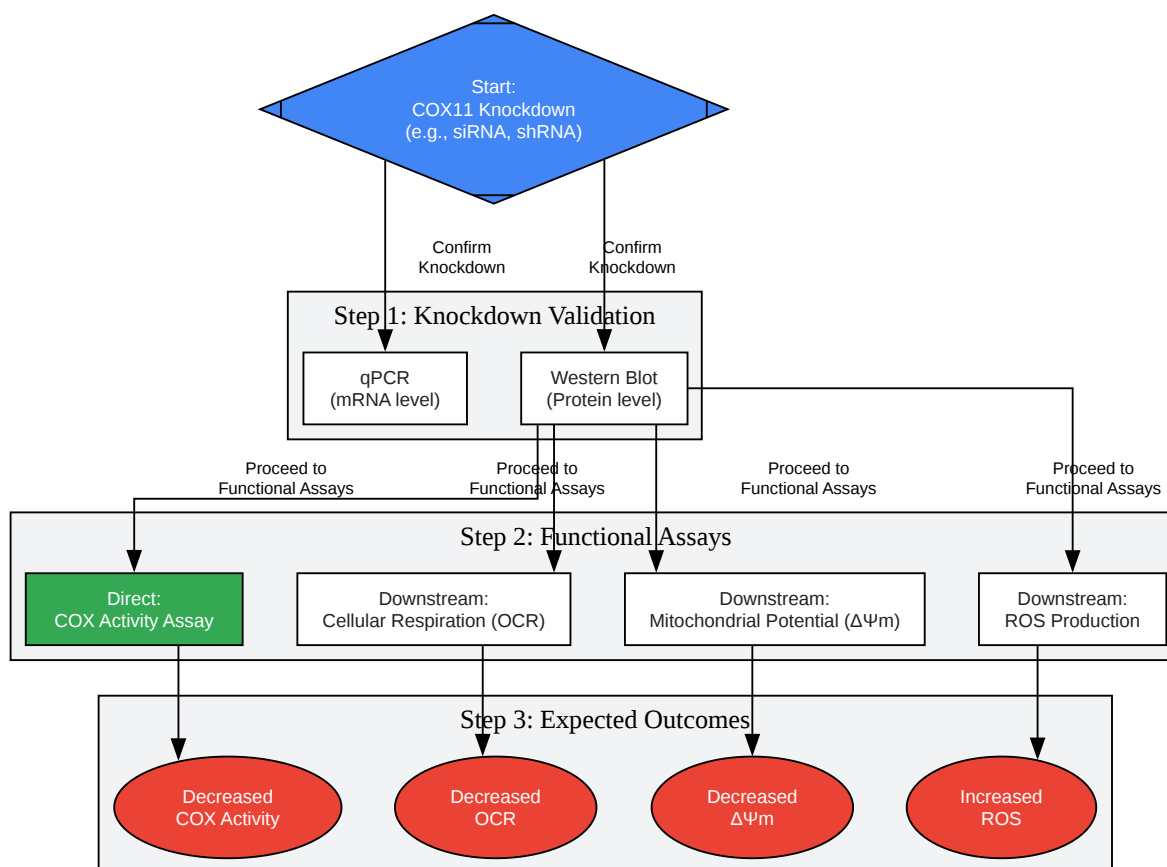 Start:
COX11 Knockdown
(e.g., siRNA, shRNA)
Confirm
Knockdown
Confirm
Knockdown
Step 1: Knockdown Validation
qPCR
(mRNA level)
Western Blot
(Protein level)
Proceed to
Functional Assays
Proceed to
Functional Assays
Proceed to
Functional Assays
Proceed to
Functional Assays
Step 2: Functional Assays
Direct:
COX Activity Assay
Downstream:
Cellular Respiration (OCR)
Downstream:
Mitochondrial Potential (ΔΨm)
Downstream:
ROS Production
Step 3: Expected Outcomes
Decreased
COX Activity
Decreased
OCR
Decreased
ΔΨm
Increased
ROS